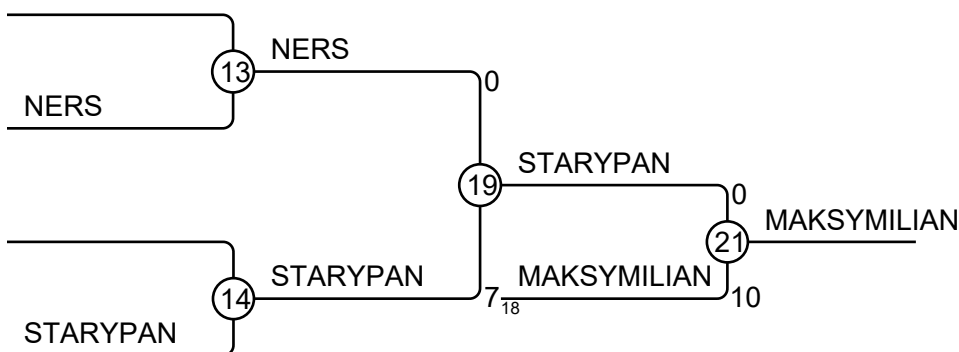 NERS
13
NERS
0
STARYPAN
19
0
MAKSYMILIAN
21
STARYPAN
7
18
MAKSYMILIAN
10
14
STARYPAN